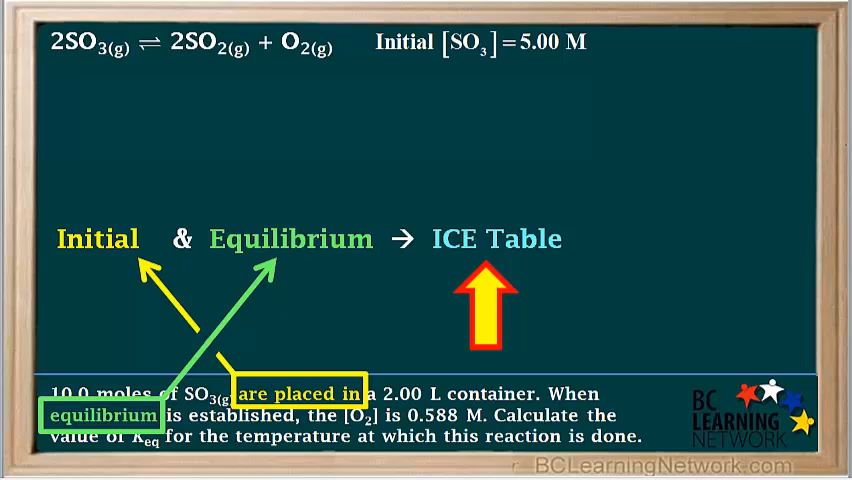 2SO₃(g) ⇌ 2SO₂(g) + O₂(g) Initial [SO₃] = 5.00 M
Initial & Equilibrium → ICE Table
10.0 moles of SO₃(g) are placed in a 2.00 L container. When
equilibrium is established, the [O₂] is 0.588 M. Calculate the
value of Keq for the temperature at which this reaction is done.
BC
LEARNING
NETWORK
BCLearningNetwork.com